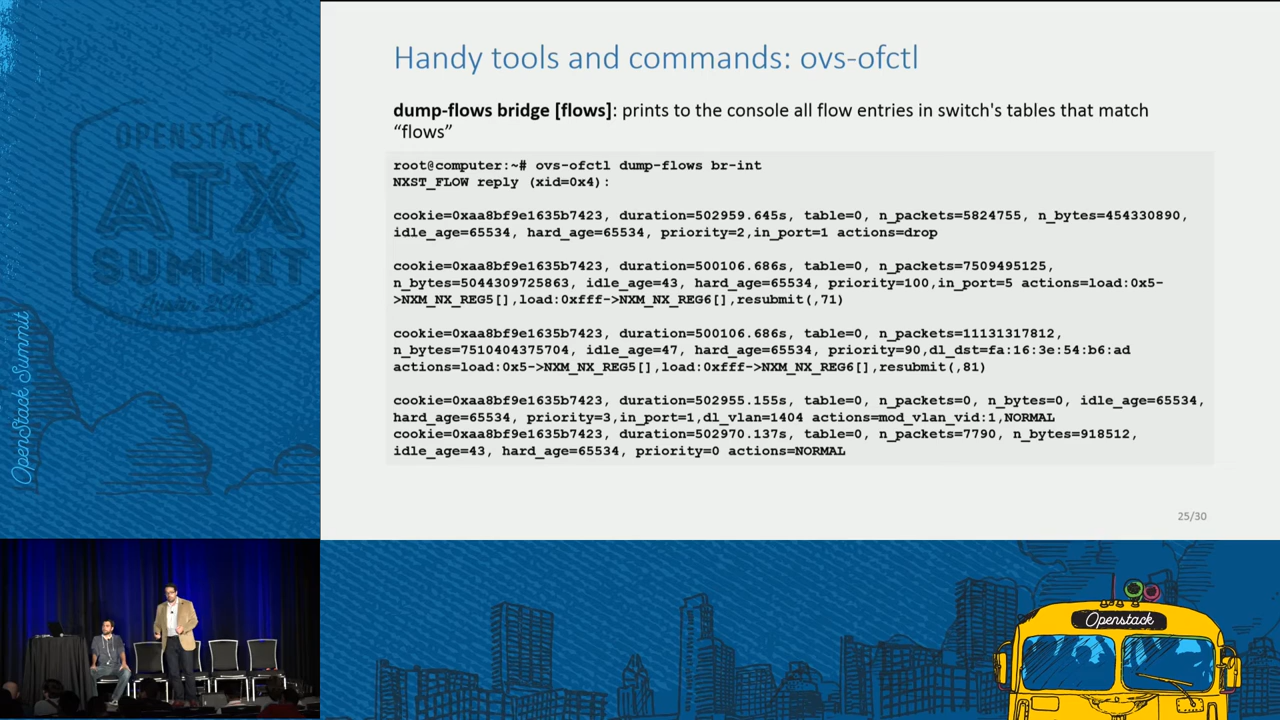 OPENSTACK
ATX
SUMMIT
OpenStack Summit
Handy tools and commands: ovs-ofctl
dump-flows bridge [flows]: prints to the console all flow entries in switch's tables that match
“flows”
root@computer:~# ovs-ofctl dump-flows br-int
NXST_FLOW reply (xid=0x4):
cookie=0xaa8bf9e1635b7423, duration=502959.645s, table=0, n_packets=5824755, n_bytes=454330890,
idle_age=65534, hard_age=65534, priority=2,in_port=1 actions=drop
cookie=0xaa8bf9e1635b7423, duration=500106.686s, table=0, n_packets=7509495125,
n_bytes=5044309725863, idle_age=43, hard_age=65534, priority=100,in_port=5 actions=load:0x5-
>NXM_NX_REG5[],load:0xfff->NXM_NX_REG6[],resubmit(,71)
cookie=0xaa8bf9e1635b7423, duration=500106.686s, table=0, n_packets=11131317812,
n_bytes=7510404375704, idle_age=47, hard_age=65534, priority=90,dl_dst=fa:16:3e:54:b6:ad
actions=load:0x5->NXM_NX_REG5[],load:0xfff->NXM_NX_REG6[],resubmit(,81)
cookie=0xaa8bf9e1635b7423, duration=502955.155s, table=0, n_packets=0, n_bytes=0, idle_age=65534,
hard_age=65534, priority=3,in_port=1,dl_vlan=1404 actions=mod_vlan_vid:1,NORMAL
cookie=0xaa8bf9e1635b7423, duration=502970.137s, table=0, n_packets=7790, n_bytes=918512,
idle_age=43, hard_age=65534, priority=0 actions=NORMAL
25/30
Openstack